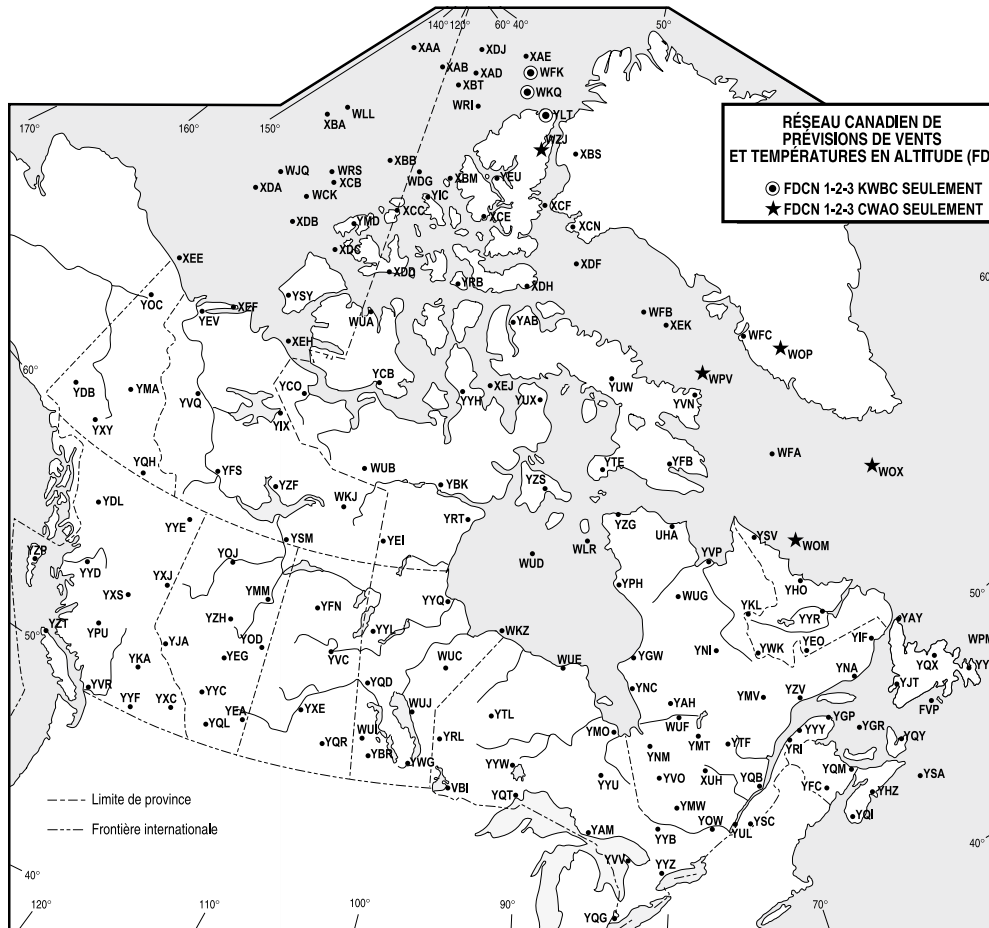 140° 120° 60° 40° 50°
XAA XDJ XAE
XAB XAD WFK
XBT WKQ
WRI YLT
170° 160° 150° WLL
XBA
RÉSEAU CANADIEN DE
PRÉVISIONS DE VENTS
ET TEMPÉRATURES EN ALTITUDE (FD
FDCN 1-2-3 KWBC SEULEMENT
FDCN 1-2-3 CWAO SEULEMENT
WZJ
XBB XBS
WJQ WRS WDG XBM YEU
XDA XCB
WCK YIC
XCC XCE XCF
XDB YMD XCN
XDC
XEE XDD XDF
YRB XDH
YOC YSY
YEV XEF WUA YAB WFB
XEK WFC
XEH WOP
60°
YDB YMA YVQ YCO YCB YYH XEJ YUX YUW WPV
YVN
YXY YIX
WFA
YQH YFS WUB YTE YFB WOX
YZF YBK YZS
YDL WKJ
YYE YRT YZG
UHA YSV WOM
YZP YSM YEI WLR
YYD YOJ WUD YVP 50°
YXJ YPH YHO
YXS YMM YFN YYQ WUG
YKL YYR
50° YZT YPU YZH YYL WKZ YAY
YJA YOD YIF WPM
YEG YVC YGW YNI YWK YEO
YKA WUC WUE YQX YY
YNA
YVR YYC YQD YNC YJT
YYF YXC YMV YZV
YEA YXE WUJ YTL YAH FVP
YQL WUF YGP
YMO YYY YGR
YQR WUL YRL YMT YTF YRI YQY
YBR YNM
YWG YYW YQM
YYU YVO XUH YQB YSA
VBI YQT YFC YHZ
YMW
Limite de province YQI
YOW YSC
Frontière internationale YAM YYB YUL 40°
YVV YYZ
40°
YQG
120° 110° 100° 90° 70°